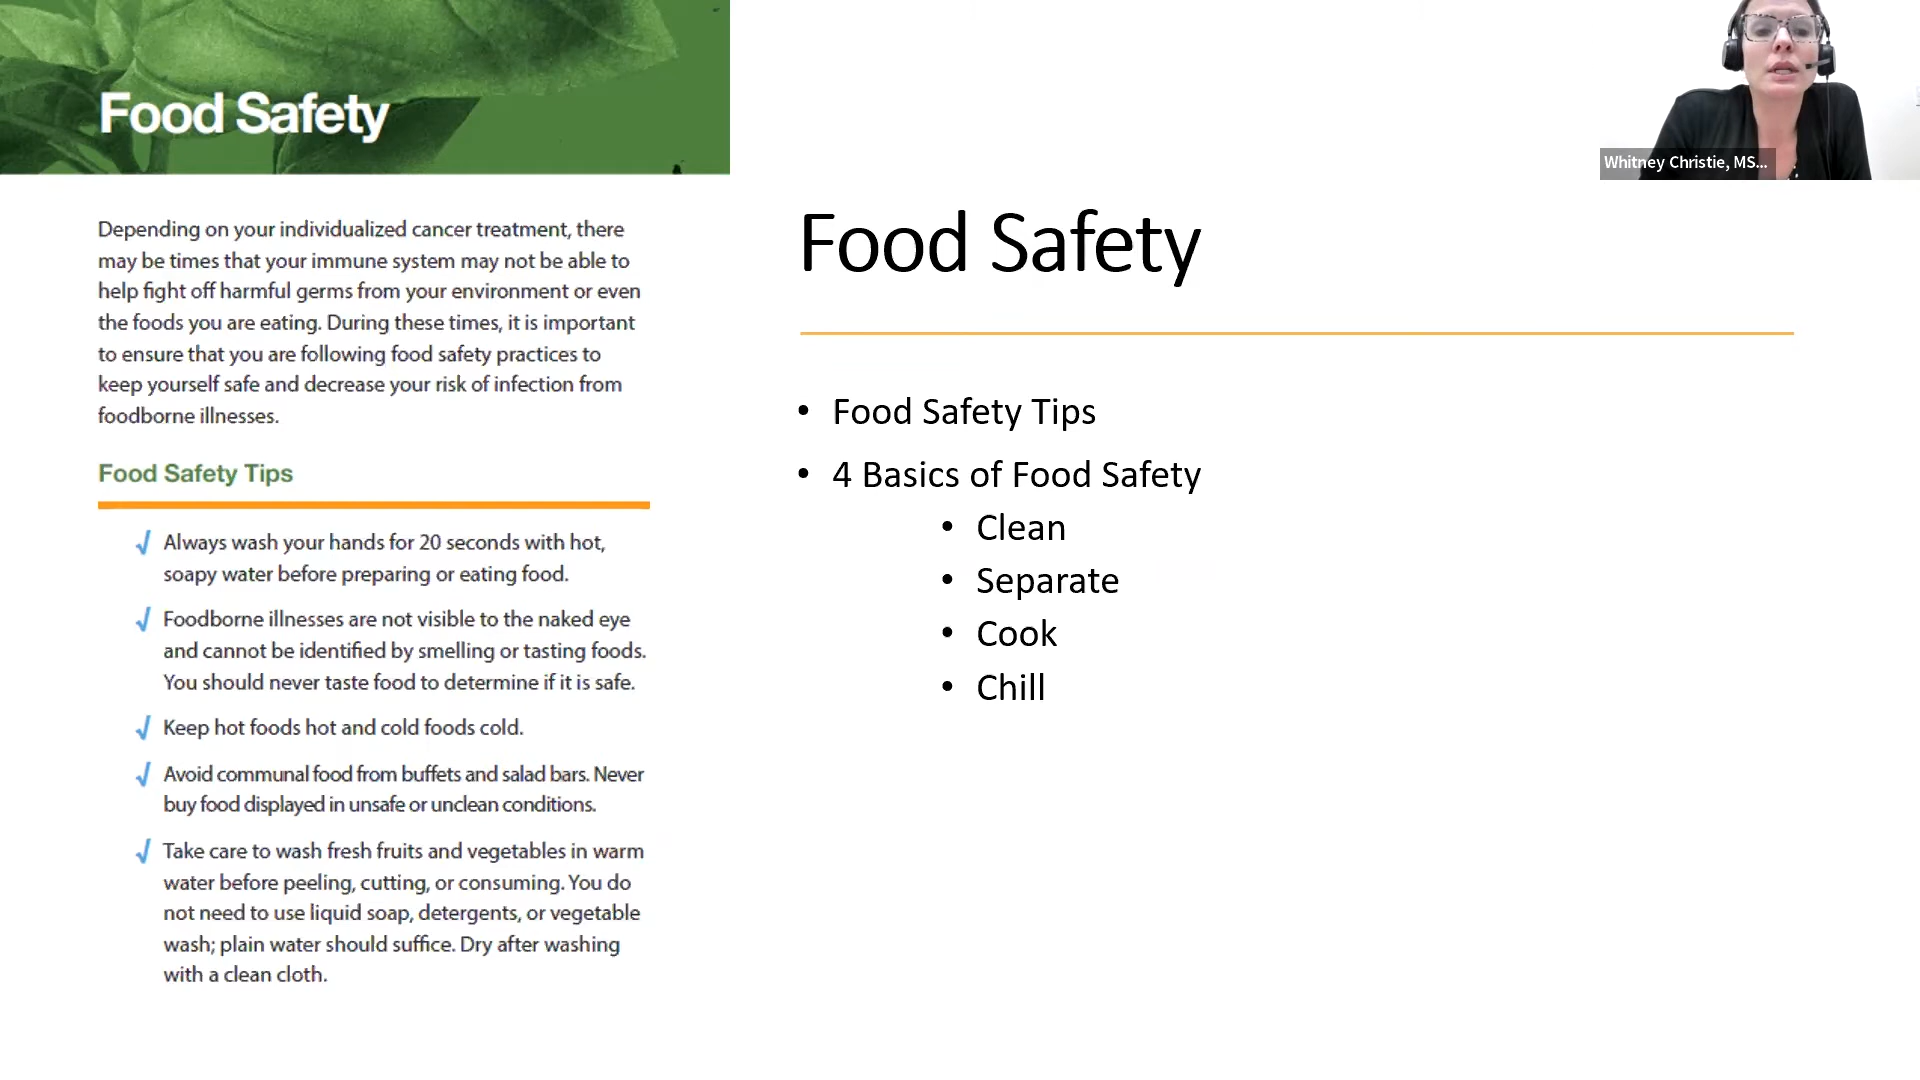 Food Safety
Depending on your individualized cancer treatment, there
may be times that your immune system may not be able to
help fight off harmful germs from your environment or even
the foods you are eating. During these times, it is important
to ensure that you are following food safety practices to
keep yourself safe and decrease your risk of infection from
foodborne illnesses.
Food Safety Tips
√ Always wash your hands for 20 seconds with hot,
soapy water before preparing or eating food.
√ Foodborne illnesses are not visible to the naked eye
and cannot be identified by smelling or tasting foods.
You should never taste food to determine if it is safe.
√ Keep hot foods hot and cold foods cold.
√ Avoid communal food from buffets and salad bars. Never
buy food displayed in unsafe or unclean conditions.
√ Take care to wash fresh fruits and vegetables in warm
water before peeling, cutting, or consuming. You do
not need to use liquid soap, detergents, or vegetable
wash; plain water should suffice. Dry after washing
with a clean cloth.
Food Safety
• Food Safety Tips
• 4 Basics of Food Safety
• Clean
• Separate
• Cook
• Chill
Whitney Christie, MS...